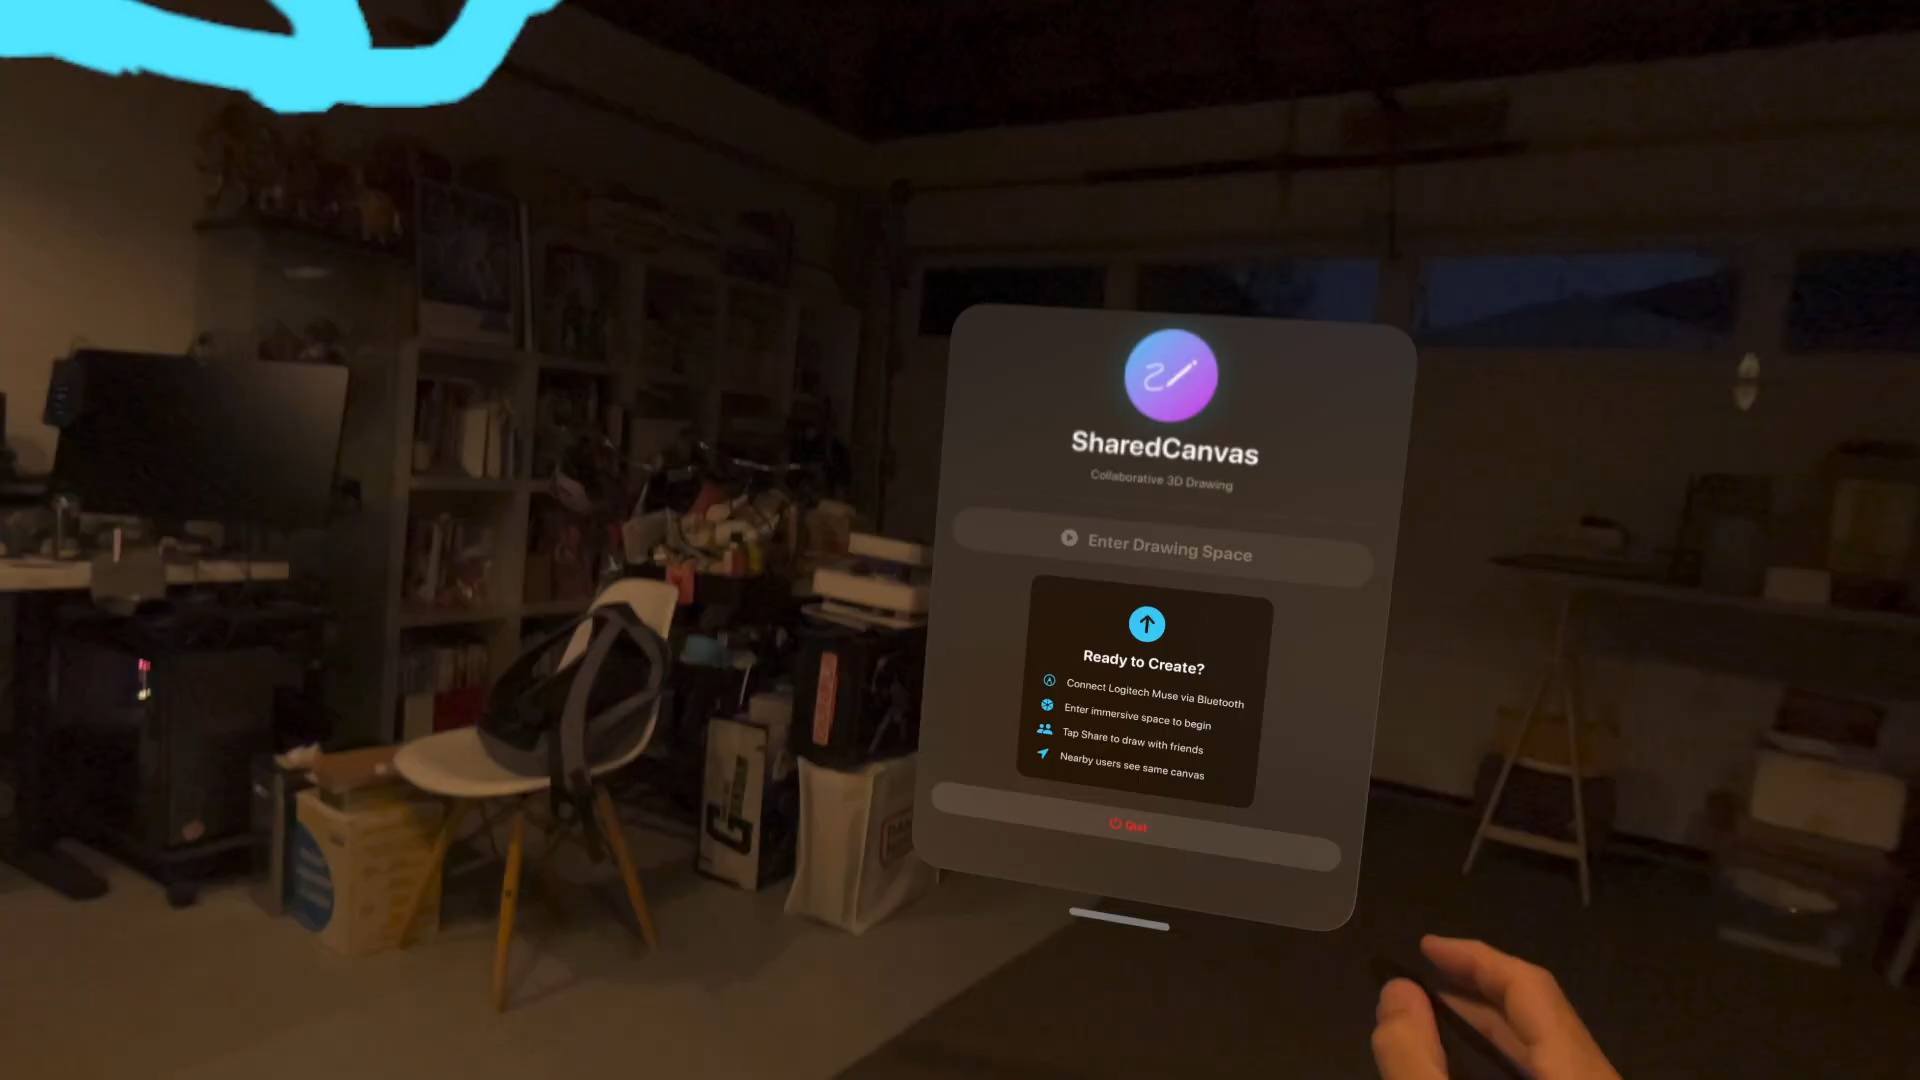 SharedCanvas
Collaborative 3D Drawing
Enter Drawing Space
Ready to Create?
Connect Logitech Muse via Bluetooth
Enter immersive space to begin
Tap Share to draw with friends
Nearby users see same canvas
Quit